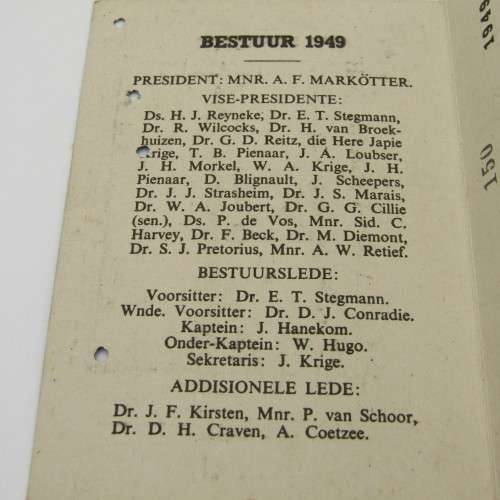 BESTUUR 1949
PRESIDENT: MNR. A. F. MARKÖTTER.
VISE-PRESIDENTE:
Ds. H. J. Reyneke, Dr. E. T. Stegmann,
Dr. R. Wilcocks, Dr. H. van Broek-
huizen, Dr. G. D. Reitz, die Here Japie
Krige, T. B. Pienaar, J. A. Loubser,
J. H. Morkel, W. A. Krige, J. H.
Pienaar, D. Blignault, J. Scheepers,
Dr. J. J. Strasheim, Dr. J. S. Marais,
Dr. W. A. Joubert, Dr. G. G. Cillie
(sen.), Ds. P. de Vos, Mnr. Sid. C.
Harvey, Dr. F. Beck, Dr. M. Diemont,
Dr. S. J. Pretorius, Mnr. A. W. Retief.
BESTUURSLEDE:
Voorsitter: Dr. E. T. Stegmann.
Wnde. Voorsitter: Dr. D. J. Conradie.
Kaptein: J. Hanekom.
Onder-Kaptein: W. Hugo.
Sekretaris: J. Krige.
ADDISIONELE LEDE:
Dr. J. F. Kirsten, Mnr. P. van Schoor,
Dr. D. H. Craven, A. Coetzee.
1949
150